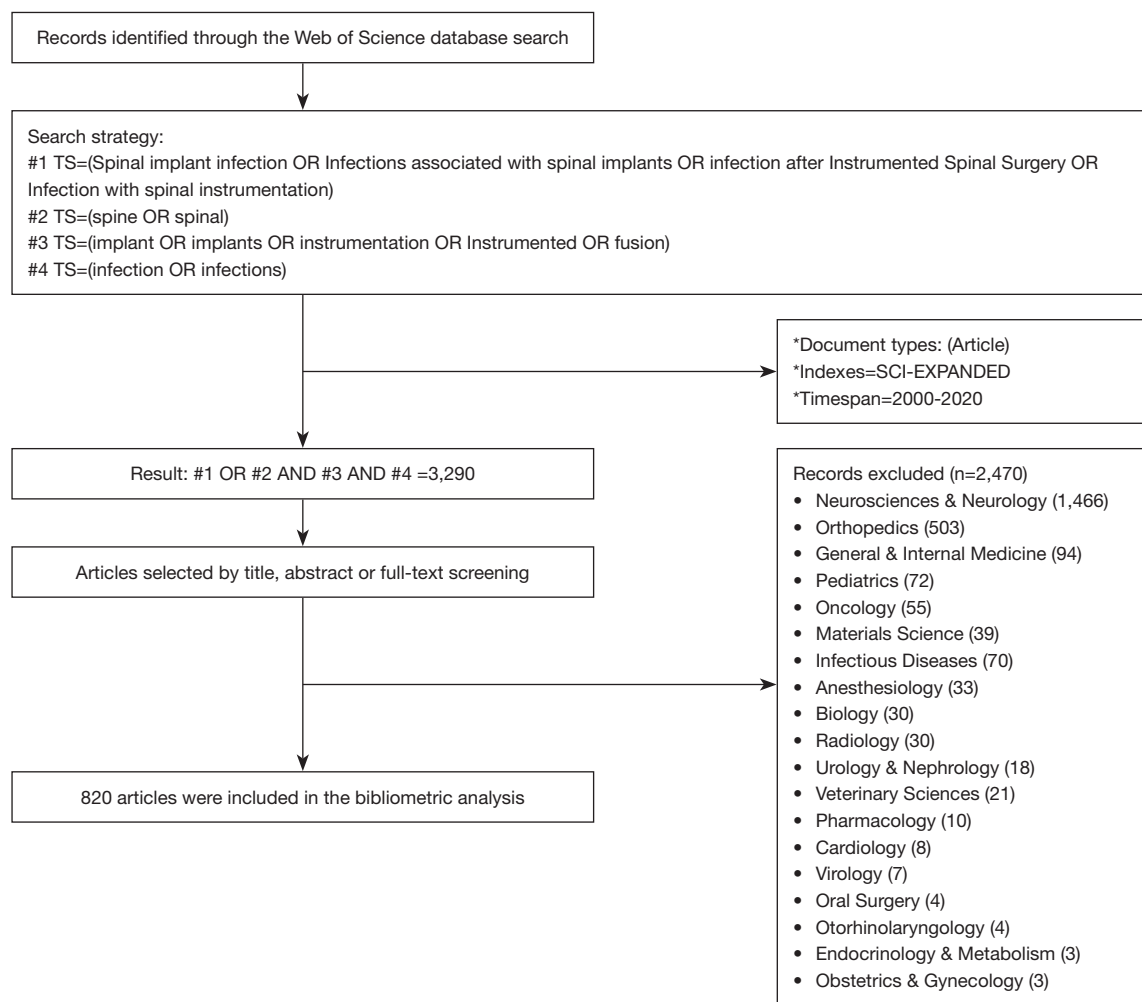 Records identified through the Web of Science database search
Search strategy:
#1 TS=(Spinal implant infection OR Infections associated with spinal implants OR infection after Instrumented Spinal Surgery OR
Infection with spinal instrumentation)
#2 TS=(spine OR spinal)
#3 TS=(implant OR implants OR instrumentation OR Instrumented OR fusion)
#4 TS=(infection OR infections)
*Document types: (Article)
*Indexes=SCI-EXPANDED
*Timespan=2000-2020
Result: #1 OR #2 AND #3 AND #4 =3,290
Articles selected by title, abstract or full-text screening
Records excluded (n=2,470)
• Neurosciences & Neurology (1,466)
• Orthopedics (503)
• General & Internal Medicine (94)
• Pediatrics (72)
• Oncology (55)
• Materials Science (39)
• Infectious Diseases (70)
• Anesthesiology (33)
• Biology (30)
• Radiology (30)
• Urology & Nephrology (18)
• Veterinary Sciences (21)
• Pharmacology (10)
• Cardiology (8)
• Virology (7)
• Oral Surgery (4)
• Otorhinolaryngology (4)
• Endocrinology & Metabolism (3)
• Obstetrics & Gynecology (3)
820 articles were included in the bibliometric analysis